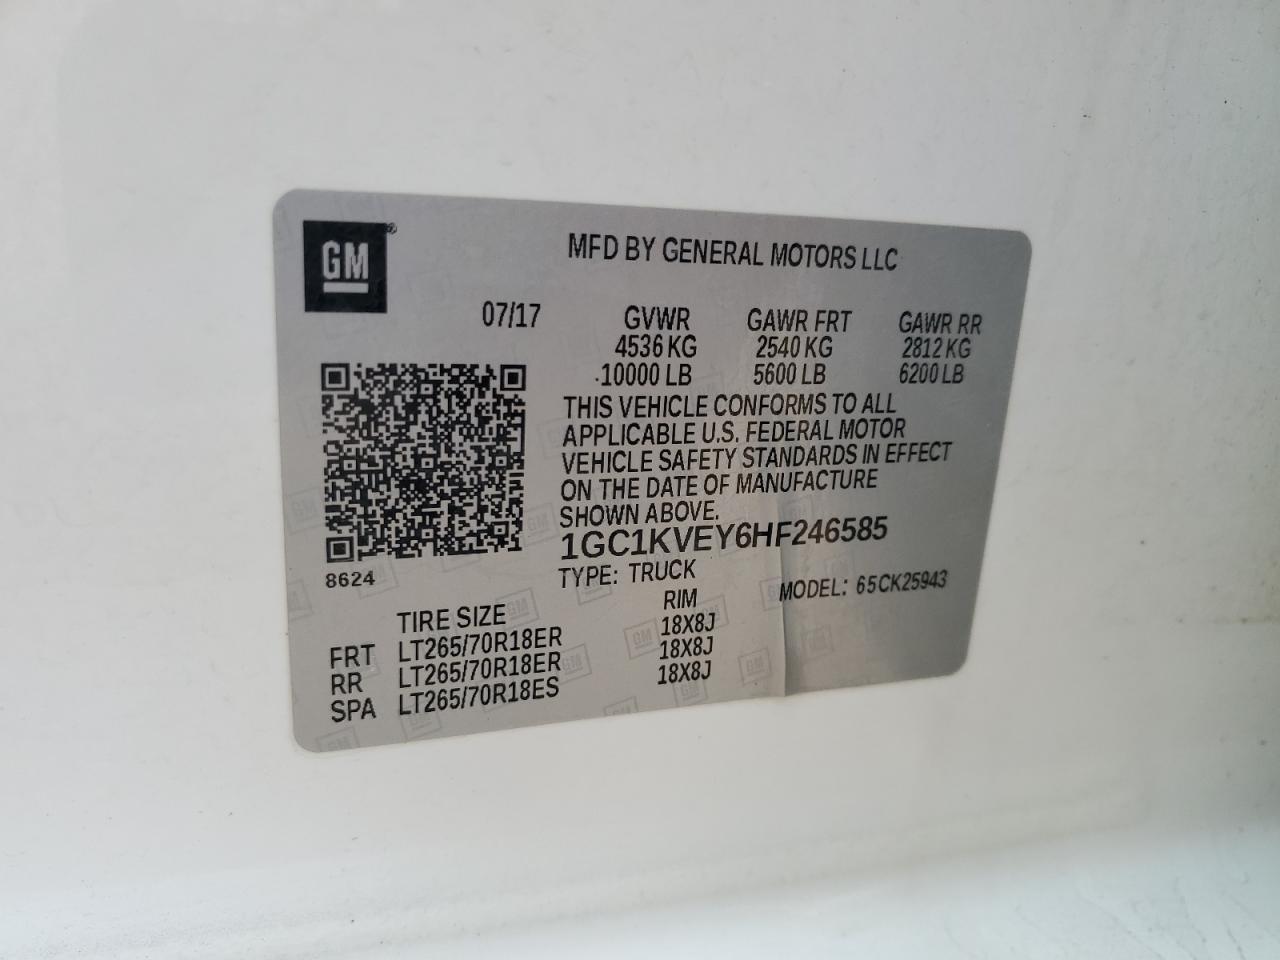 GM®
MFD BY GENERAL MOTORS LLC
07/17 GVWR GAWR FRT GAWR RR
4536 KG 2540 KG 2812 KG
10000 LB 5600 LB 6200 LB
THIS VEHICLE CONFORMS TO ALL
APPLICABLE U.S. FEDERAL MOTOR
VEHICLE SAFETY STANDARDS IN EFFECT
ON THE DATE OF MANUFACTURE
SHOWN ABOVE.
1GC1KVEY6HF246585
8624
TYPE: TRUCK MODEL: 65CK25943
TIRE SIZE RIM
FRT LT265/70R18ER 18X8J
RR LT265/70R18ER 18X8J
SPA LT265/70R18ES 18X8J